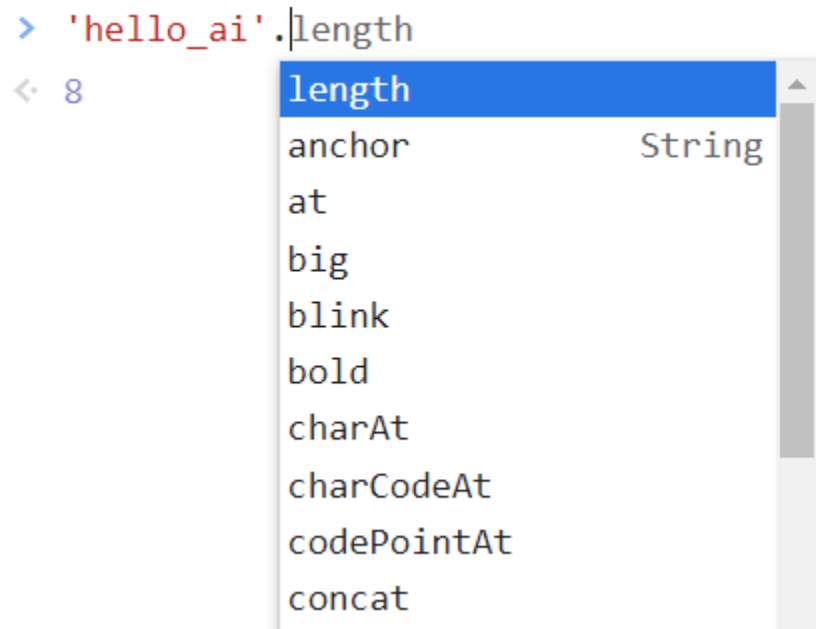 > 'hello_ai'.length
8
length
anchor String
at
big
blink
bold
charAt
charCodeAt
codePointAt
concat